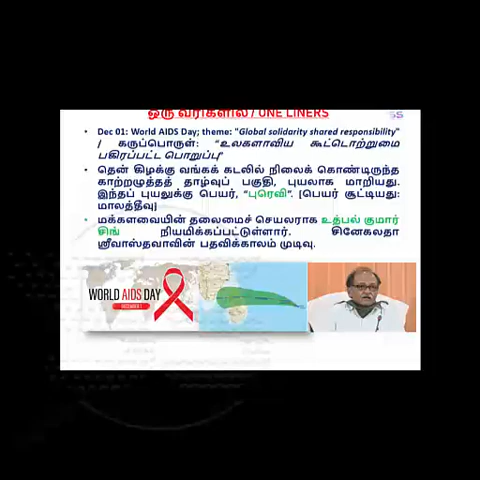 ஒரு வரிகளில் / ONE LINERS
Dec 01: World AIDS Day; theme: "Global solidarity shared responsibility"
/ கருப்பொருள்: "உலகளாவிய கூட்டொற்றுமை
பகிரப்பட்ட பொறுப்பு"
தென் கிழக்கு வங்கக் கடலில் நிலைக் கொண்டிருந்த
காற்றழுத்தத் தாழ்வுப் பகுதி, புயலாக மாறியது.
இந்தப் புயலுக்கு பெயர், "புரெவி". [பெயர் சூட்டியது:
மாலத்தீவு]
மக்களவையின் தலைமைச் செயலராக உத்பல் குமார்
சிங் நியமிக்கப்பட்டுள்ளார். சினேகலதா
ஸ்ரீவாஸ்தவாவின் பதவிக்காலம் முடிவு.
WORLD AIDS DAY
DECEMBER 1